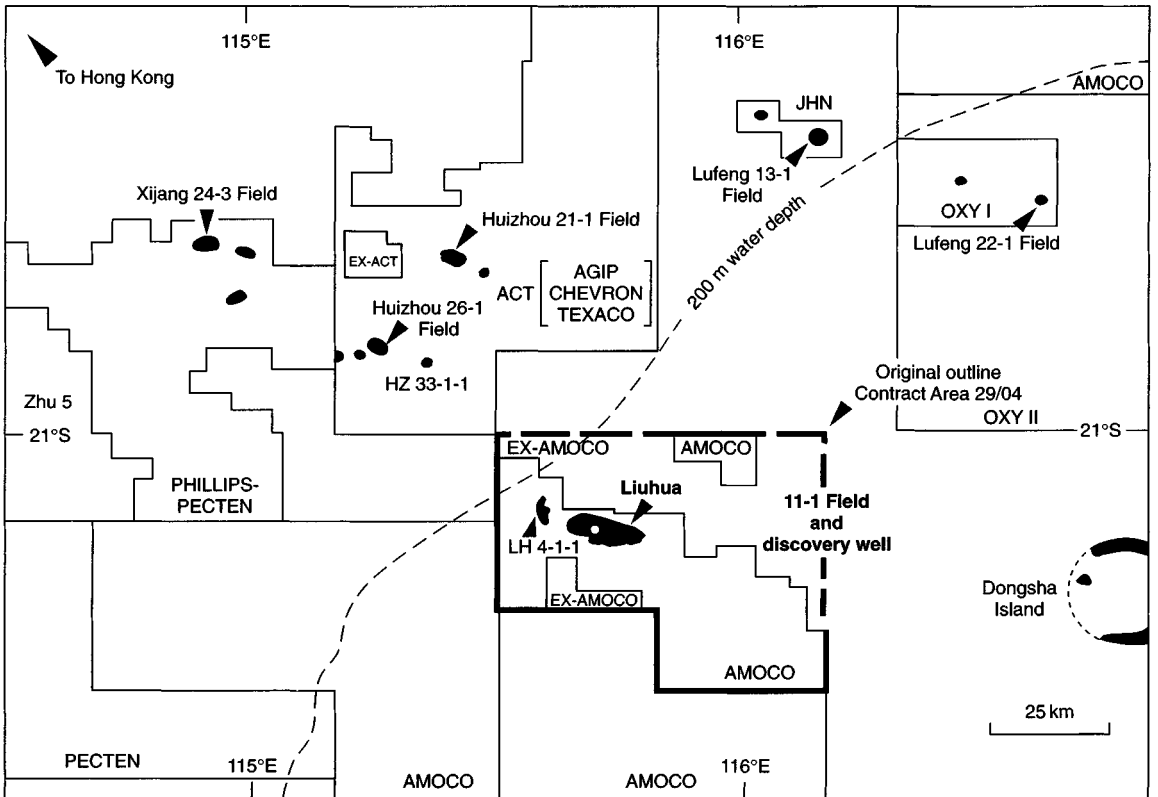 115°E
116°E
To Hong Kong
AMOCO
JHN
Lufeng 13-1
Field
Xijang 24-3 Field
OXY I
Lufeng 22-1 Field
Huizhou 21-1 Field
EX-ACT
ACT
AGIP
CHEVRON
TEXACO
200 m water depth
Huizhou 26-1
Field
HZ 33-1-1
Original outline
Contract Area 29/04
OXY II
Zhu 5
21°S
21°S
EX-AMOCO
AMOCO
PHILLIPS-
PECTEN
Liuhua
11-1 Field
and
discovery well
LH 4-1-1
EX-AMOCO
Dongsha
Island
AMOCO
25 km
PECTEN
115°E
AMOCO
AMOCO
116°E